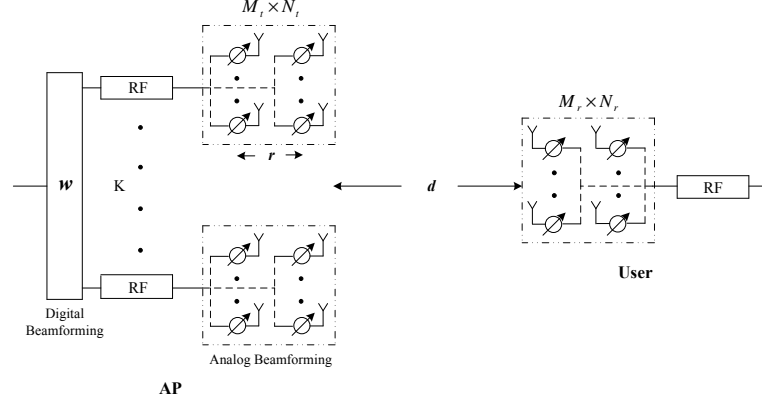 M_t × N_t
RF
r
w
K
RF
Digital
Beamforming
Analog Beamforming
AP
d
M_r × N_r
RF
User